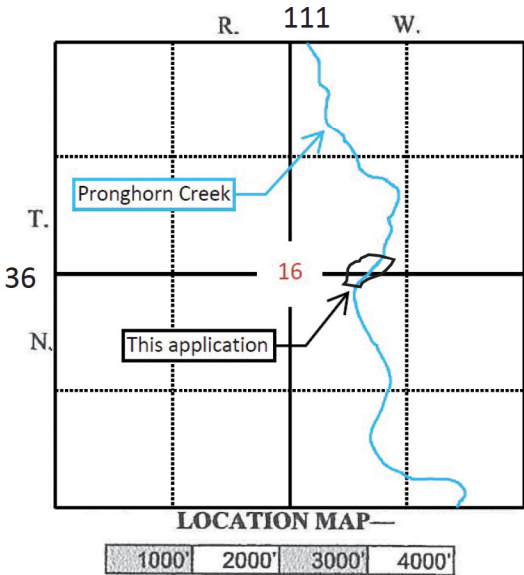 R. 111 W.
Pronghorn Creek
T.
36
16
N.
This application
LOCATION MAP—
1000' 2000' 3000' 4000'